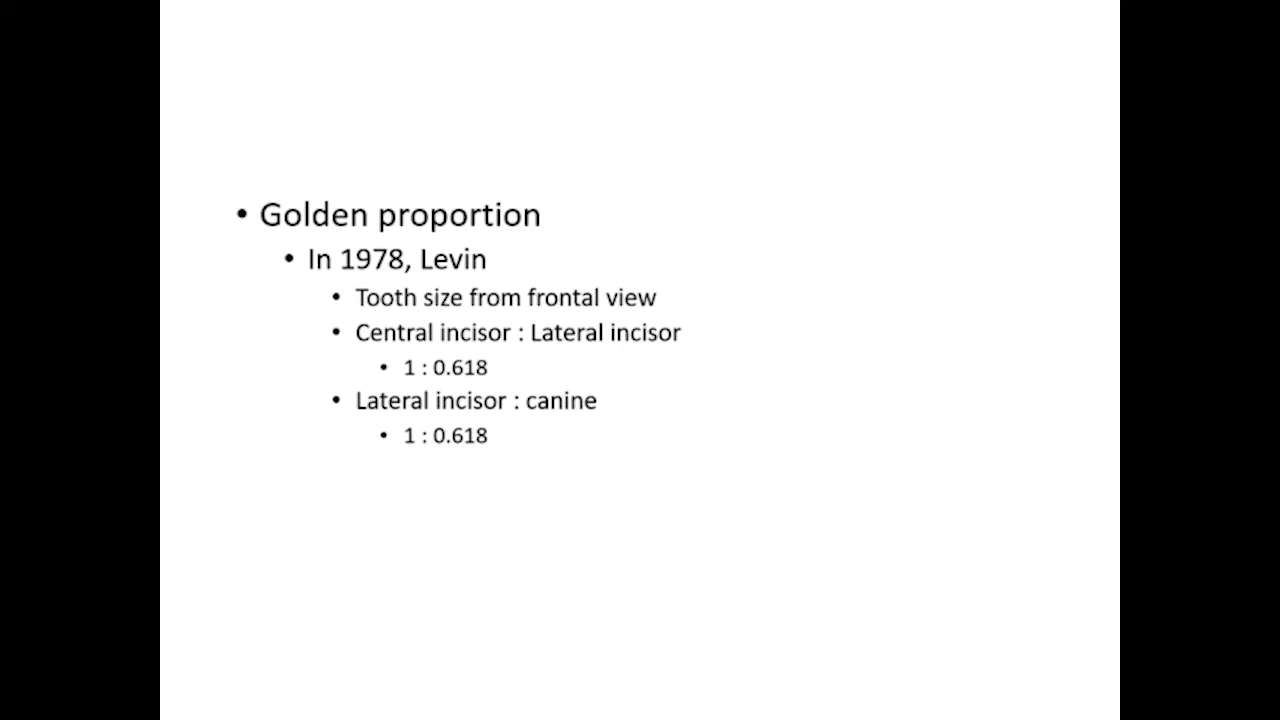 • Golden proportion
• In 1978, Levin
• Tooth size from frontal view
• Central incisor : Lateral incisor
• 1 : 0.618
• Lateral incisor : canine
• 1 : 0.618